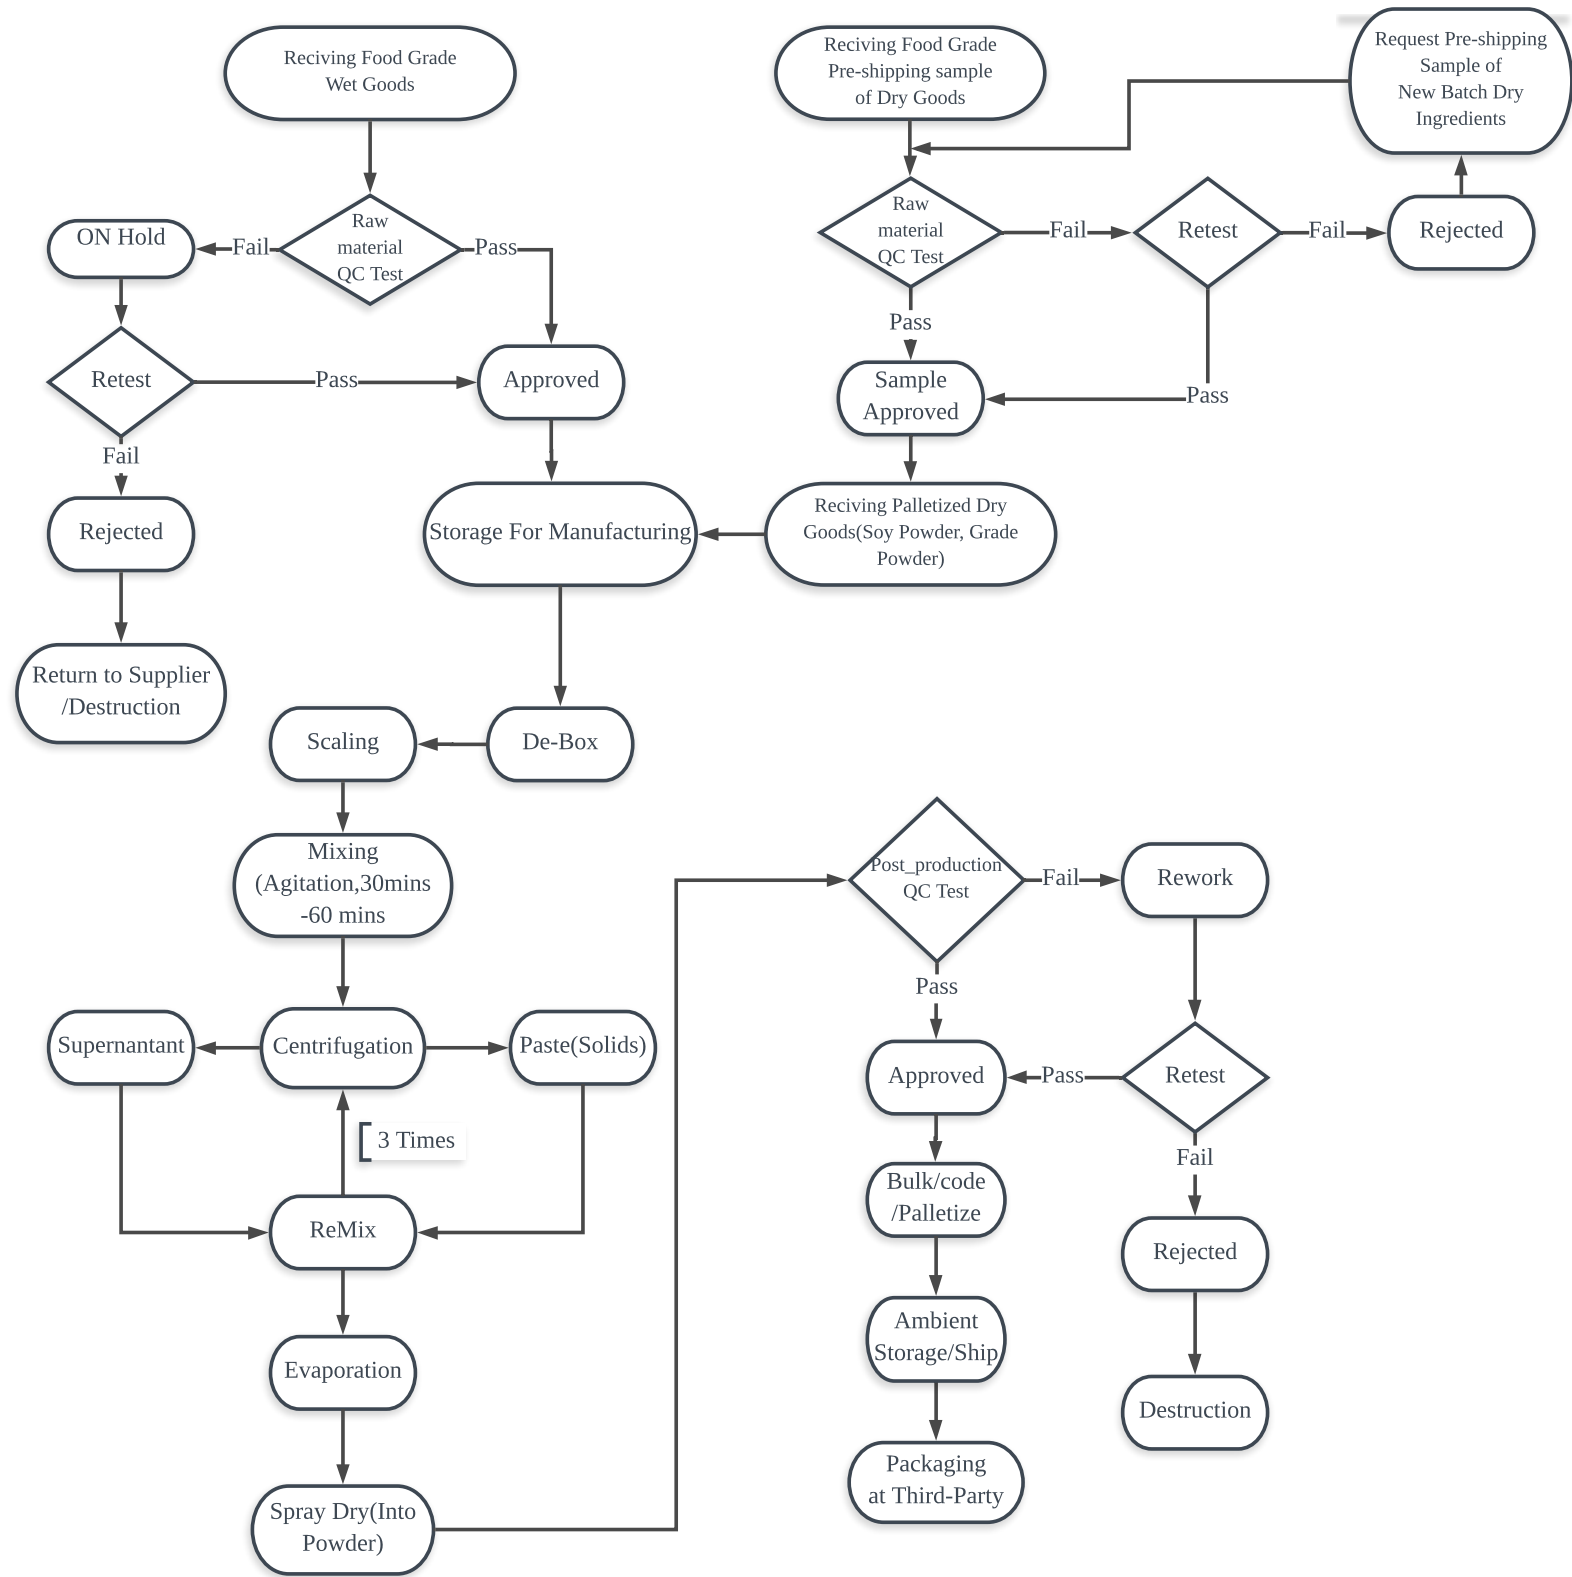 Reciving Food Grade
Wet Goods
Reciving Food Grade
Pre-shipping sample
of Dry Goods
Request Pre-shipping
Sample of
New Batch Dry
Ingredients
ON Hold
Fail
Raw
material
QC Test
Pass
Raw
material
QC Test
Fail
Retest
Fail
Rejected
Pass
Retest
Pass
Approved
Sample
Approved
Pass
Fail
Rejected
Storage For Manufacturing
Reciving Palletized Dry
Goods(Soy Powder, Grade
Powder)
Return to Supplier
/Destruction
Scaling
De-Box
Mixing
(Agitation,30mins
-60 mins
Post_production
QC Test
Fail
Rework
Pass
Supernantant
Centrifugation
Paste(Solids)
Approved
Pass
Retest
3 Times
Fail
Bulk/code
/Palletize
ReMix
Rejected
Ambient
Storage/Ship
Evaporation
Destruction
Packaging
at Third-Party
Spray Dry(Into
Powder)